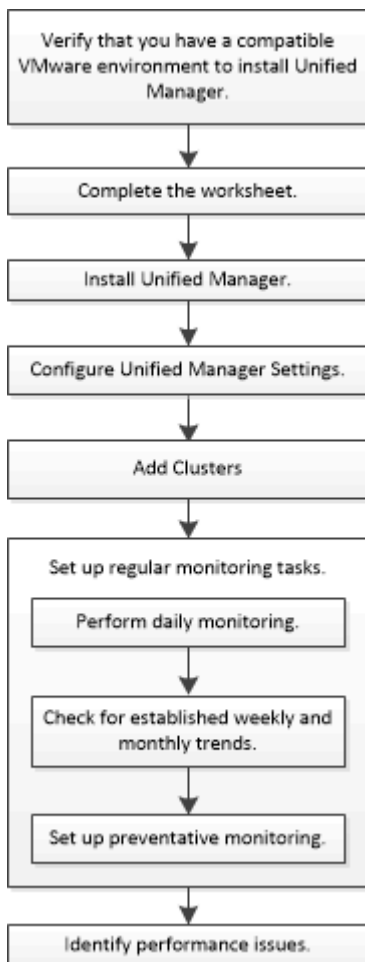 Verify that you have a compatible
VMware environment to install Unified
Manager.
Complete the worksheet.
Install Unified Manager.
Configure Unified Manager Settings.
Add Clusters
Set up regular monitoring tasks.
Perform daily monitoring.
Check for established weekly and
monthly trends.
Set up preventative monitoring.
Identify performance issues.